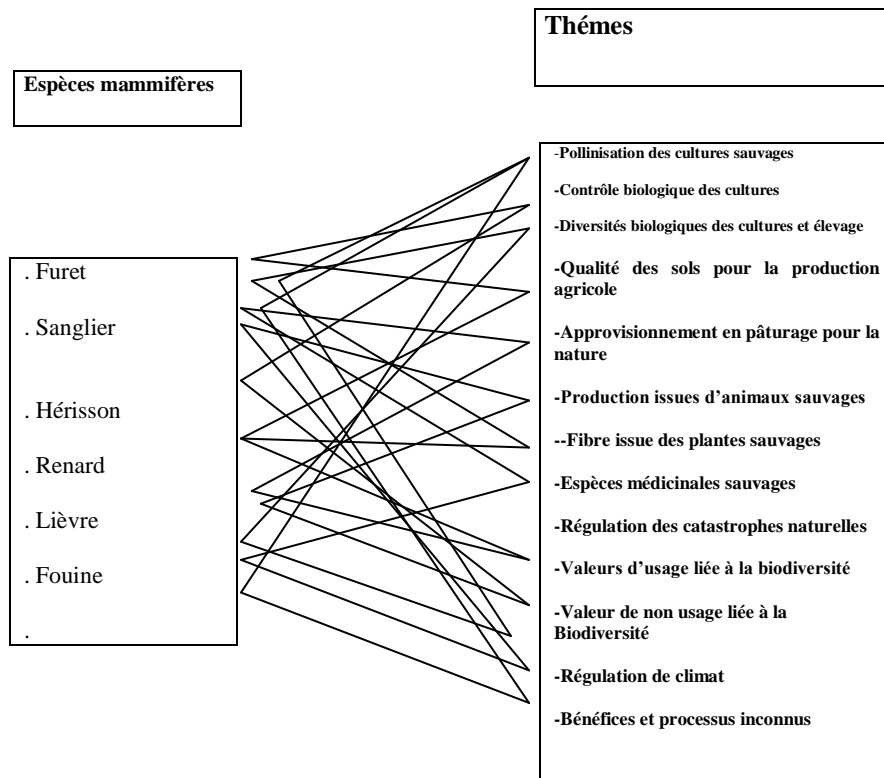 Thémes
Espèces mammifères
. Furet
. Sanglier
. Hérisson
. Renard
. Lièvre
. Fouine
.
-Pollinisation des cultures sauvages
-Contrôle biologique des cultures
-Diversités biologiques des cultures et élevage
-Qualité des sols pour la production
agricole
-Approvisionnement en pâturage pour la
nature
-Production issues d’animaux sauvages
--Fibre issue des plantes sauvages
-Espèces médicinales sauvages
-Régulation des catastrophes naturelles
-Valeurs d’usage liée à la biodiversité
-Valeur de non usage liée à la
Biodiversité
-Régulation de climat
-Bénéfices et processus inconnus